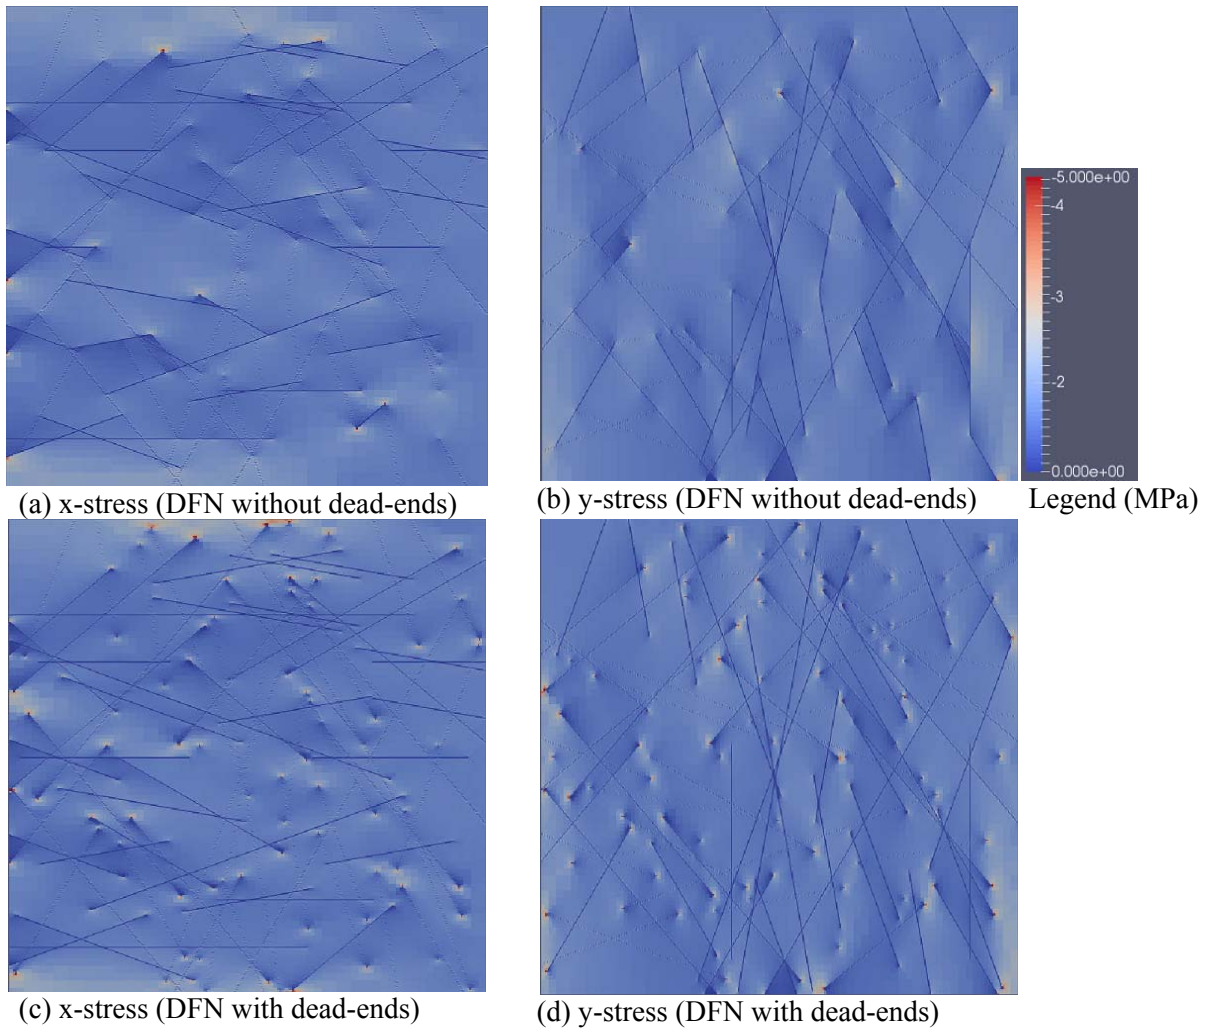 -5.000e+00
-4
-3
-2
0.000e+00
(a) x-stress (DFN without dead-ends)
(b) y-stress (DFN without dead-ends)
Legend (MPa)
(c) x-stress (DFN with dead-ends)
(d) y-stress (DFN with dead-ends)